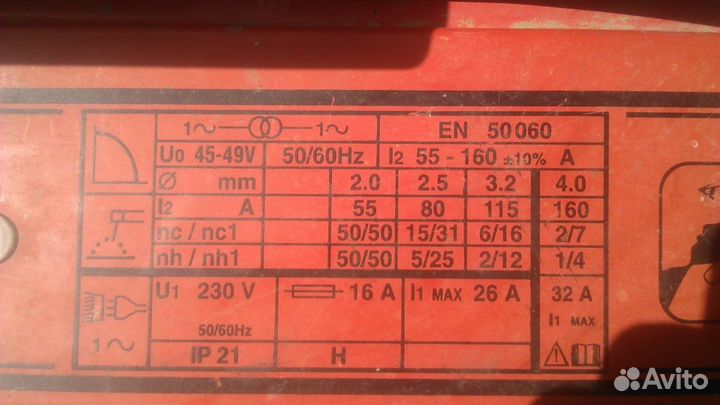 1~ 1~ EN 50060
U0 45-49V 50/60Hz I2 55 - 160 ±10% A
Ø mm 2.0 2.5 3.2 4.0
I2 A 55 80 115 160
nc / nc1 50/50 15/31 6/16 2/7
nh / nh1 50/50 5/25 2/12 1/4
U1 230 V 16 A I1 MAX 26 A 32 A
50/60Hz I1 MAX
1~ IP 21 H
Avito